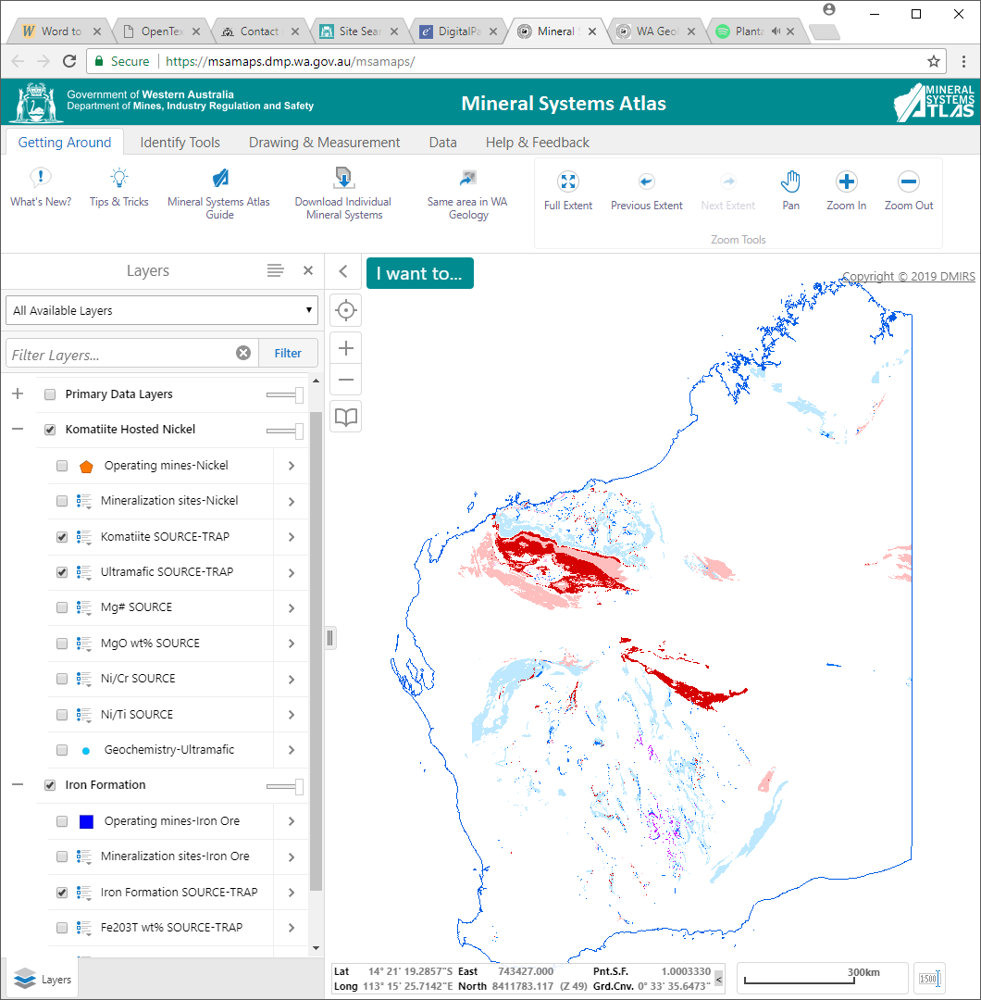 Word to
OpenTex
Contact
Site Sear
DigitalPa
Mineral S
WA Geol
Planta
Secure
https://msamaps.dmp.wa.gov.au/msamaps/
Government of Western Australia
Department of Mines, Industry Regulation and Safety
Mineral Systems Atlas
MINERAL
SYSTEMS
ATLAS
Getting Around
Identify Tools
Drawing & Measurement
Data
Help & Feedback
What's New?
Tips & Tricks
Mineral Systems Atlas
Guide
Download Individual
Mineral Systems
Same area in WA
Geology
Full Extent
Previous Extent
Next Extent
Pan
Zoom In
Zoom Out
Zoom Tools
Layers
I want to...
Copyright © 2019 DMIRS
All Available Layers
Filter Layers...
Filter
Primary Data Layers
Komatiite Hosted Nickel
Operating mines-Nickel
Mineralization sites-Nickel
Komatiite SOURCE-TRAP
Ultramafic SOURCE-TRAP
Mg# SOURCE
MgO wt% SOURCE
Ni/Cr SOURCE
Ni/Ti SOURCE
Geochemistry-Ultramafic
Iron Formation
Operating mines-Iron Ore
Mineralization sites-Iron Ore
Iron Formation SOURCE-TRAP
Fe203T wt% SOURCE-TRAP
Layers
Lat 14° 21' 19.2857"S East 743427.000 Pnt.S.F. 1.0003330
Long 113° 15' 25.7142"E North 8411783.117 (Z 49) Grd.Cnv. 0° 33' 35.6473"
300km
1:500